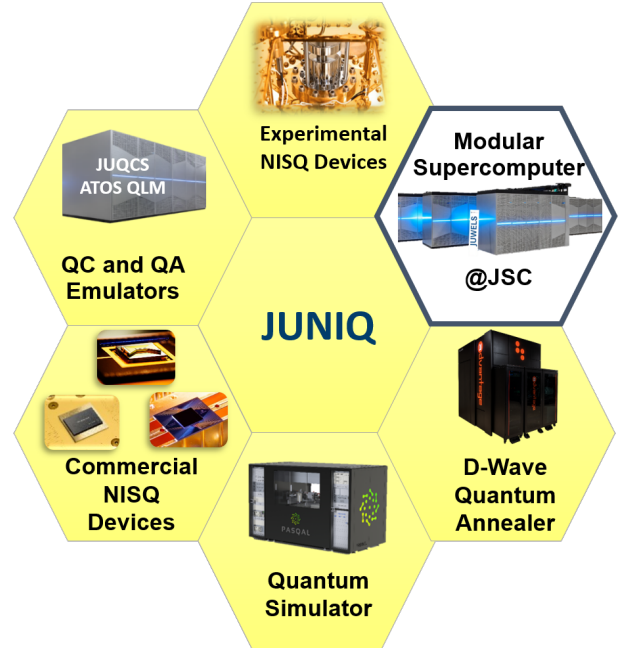 Experimental
NISQ Devices
Modular
Supercomputer
JUWELS
@JSC
JUQCS
ATOS QLM
QC and QA
Emulators
JUNIQ
Advantage
D-Wave
Quantum
Annealer
Commercial
NISQ
Devices
PASQAL
Quantum
Simulator